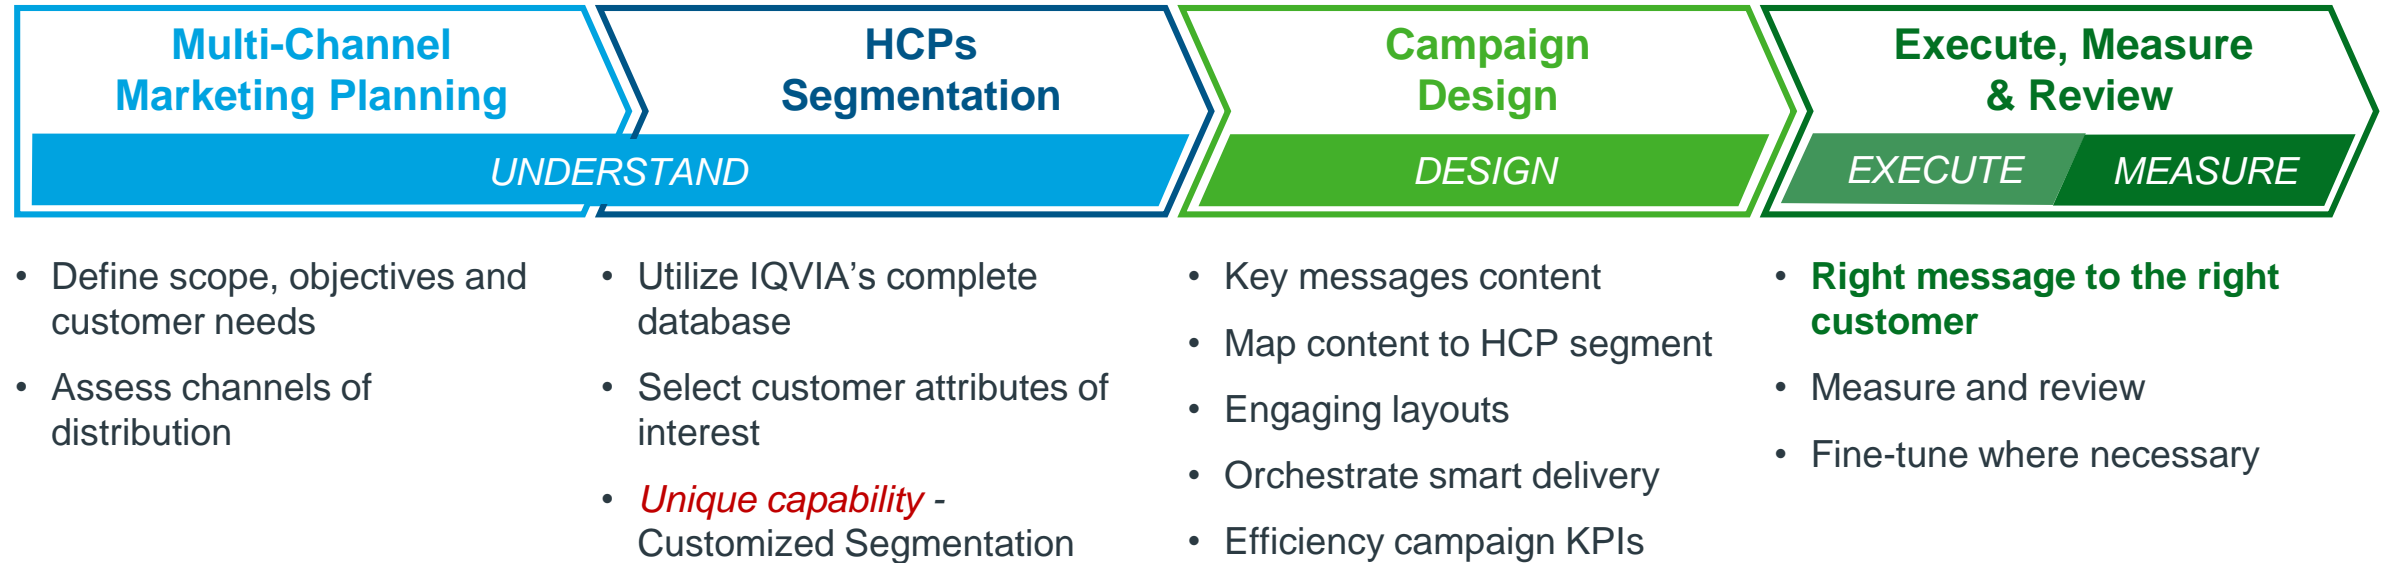 Multi-Channel
Marketing Planning
HCPs
Segmentation
Campaign
Design
Execute, Measure
& Review
UNDERSTAND
DESIGN
EXECUTE
MEASURE
• Define scope, objectives and
customer needs
• Assess channels of
distribution
• Utilize IQVIA’s complete
database
• Select customer attributes of
interest
• Unique capability -
Customized Segmentation
• Key messages content
• Map content to HCP segment
• Engaging layouts
• Orchestrate smart delivery
• Efficiency campaign KPIs
• Right message to the right
customer
• Measure and review
• Fine-tune where necessary